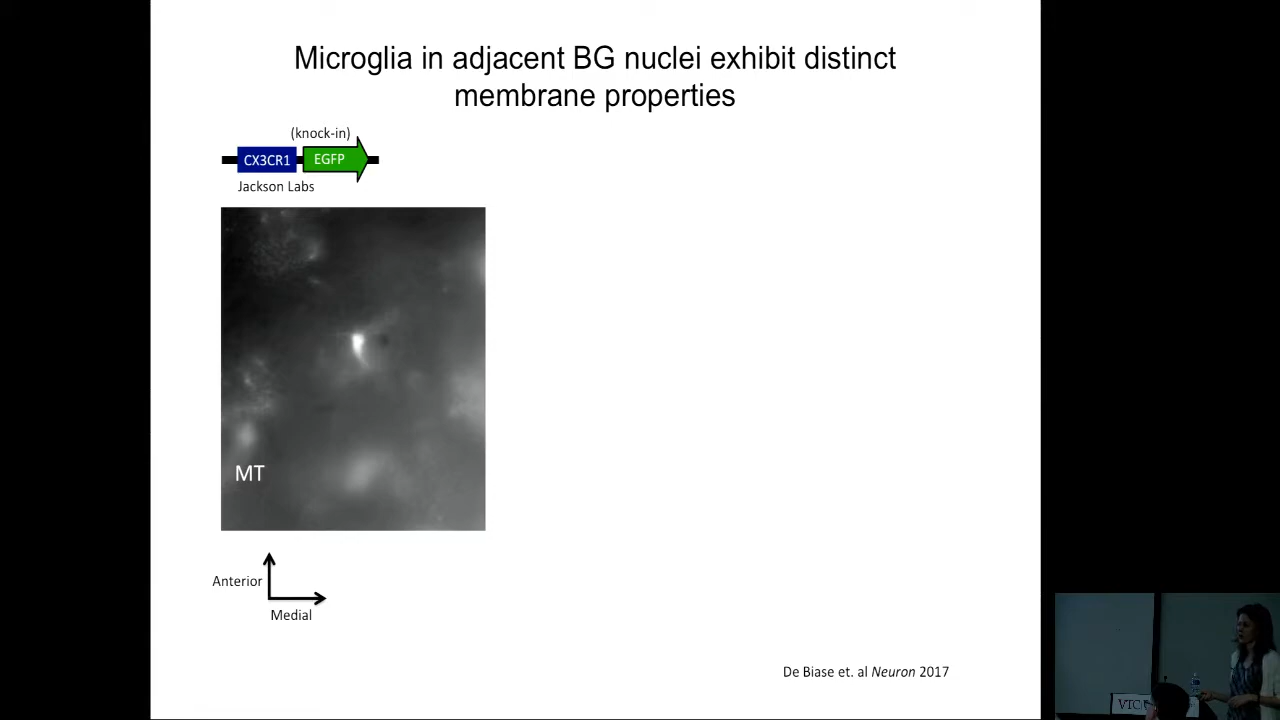 Microglia in adjacent BG nuclei exhibit distinct
membrane properties
(knock-in)
CX3CR1 EGFP
Jackson Labs
MT
Anterior
Medial
De Biase et. al Neuron 2017
VTC